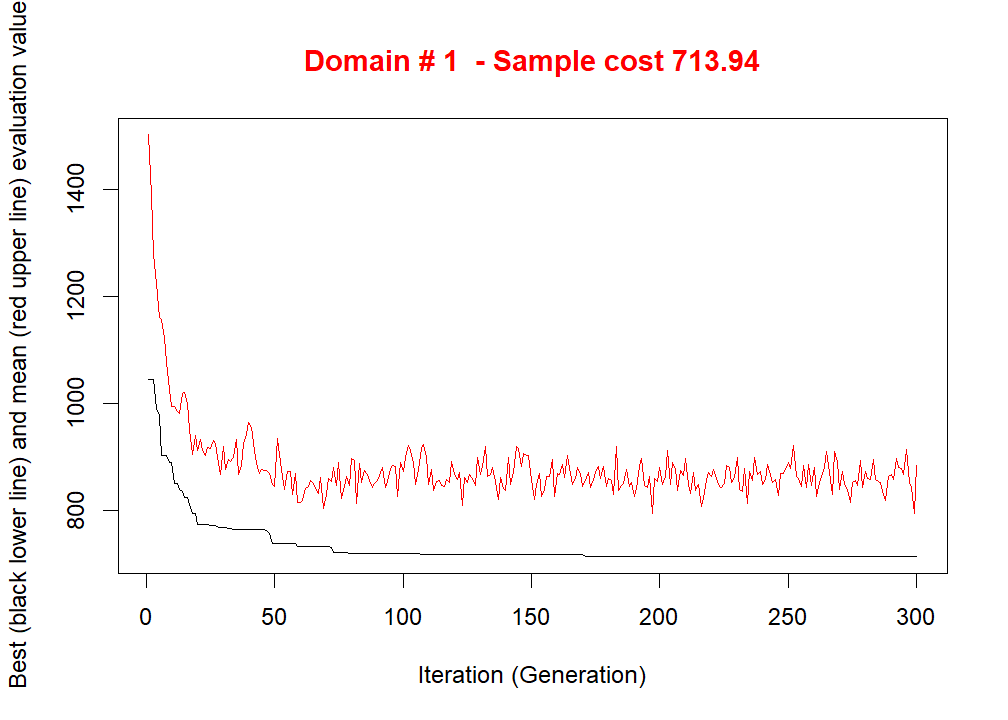 Domain # 1  - Sample cost 713.94
Best (black lower line) and mean (red upper line) evaluation value
1400
1200
1000
800
0 50 100 150 200 250 300
Iteration (Generation)